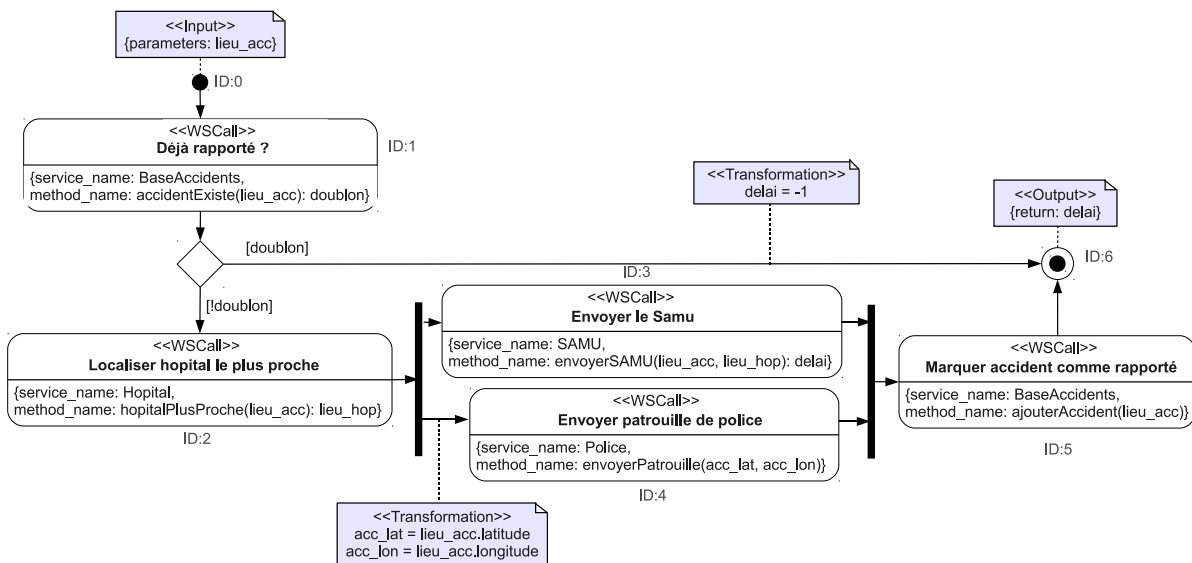 <<Input>>
{parameters: lieu_acc}
ID:0
<<WSCall>>
Déjà rapporté ?
{service_name: BaseAccidents,
method_name: accidentExiste(lieu_acc): doublon}
ID:1
<<Transformation>>
delai = -1
<<Output>>
{return: delai}
[doublon]
ID:6
ID:3
[!doublon]
<<WSCall>>
Envoyer le Samu
{service_name: SAMU,
method_name: envoyerSAMU(lieu_acc, lieu_hop): delai}
<<WSCall>>
Localiser hopital le plus proche
{service_name: Hopital,
method_name: hopitalPlusProche(lieu_acc): lieu_hop}
ID:2
<<WSCall>>
Envoyer patrouille de police
{service_name: Police,
method_name: envoyerPatrouille(acc_lat, acc_lon)}
ID:4
<<WSCall>>
Marquer accident comme rapporté
{service_name: BaseAccidents,
method_name: ajouterAccident(lieu_acc)}
ID:5
<<Transformation>>
acc_lat = lieu_acc.latitude
acc_lon = lieu_acc.longitude